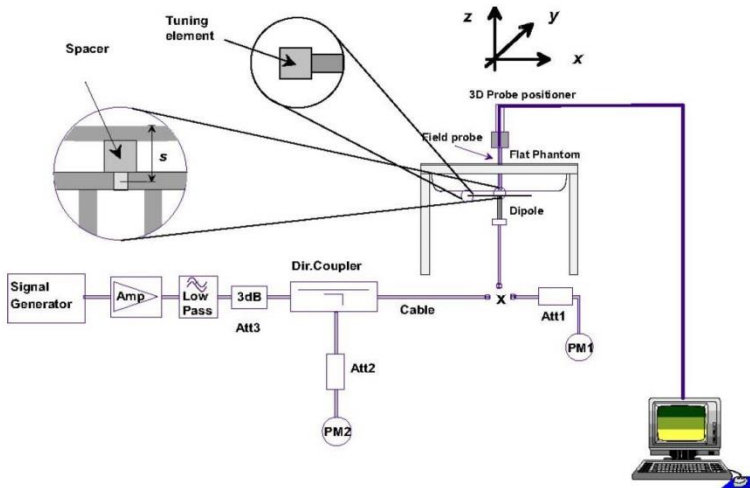 Tuning
element
Spacer
s
z
y
x
3D Probe positioner
Field probe
Flat Phantom
Dipole
Signal
Generator
Amp
Low
Pass
3dB
Att3
Dir.Coupler
Cable
x
Att1
PM1
Att2
PM2